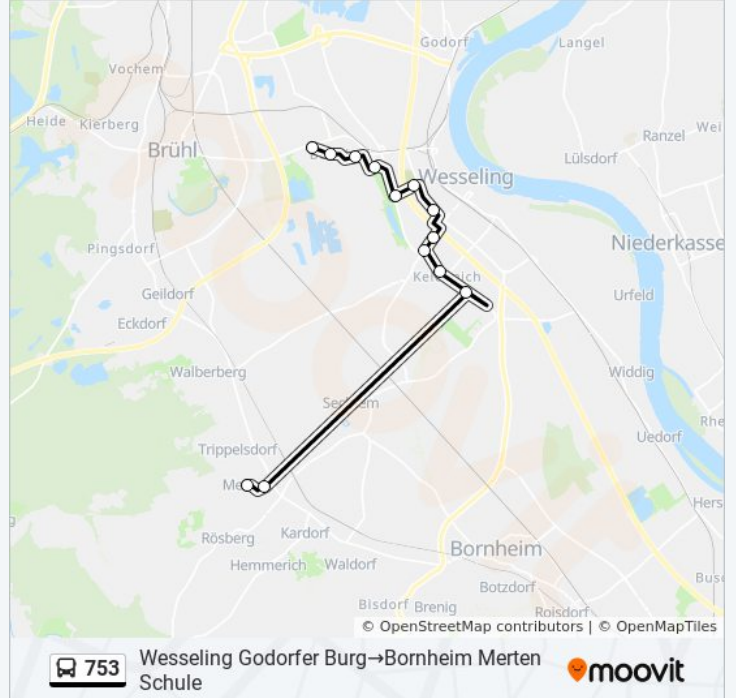 Godorf
Langel
Vochem
Heide
Kierberg
Ranzel
Wei
Brühl
Lülsdorf
Wesseling
Pingsdorf
Niederkasse
Geildorf
Urfeld
Eckdorf
Walberberg
Widdig
Rhe
Uedorf
Trippelsdorf
Hers
Rösberg
Kardorf
Bornheim
Hemmerich
Waldorf
Busc
Botzdorf
Bisdorf
Brenig
Roisdorf
© OpenStreetMap contributors | © OpenMapTiles
753
Wesseling Godorfer Burg→Bornheim Merten
Schule
moovit